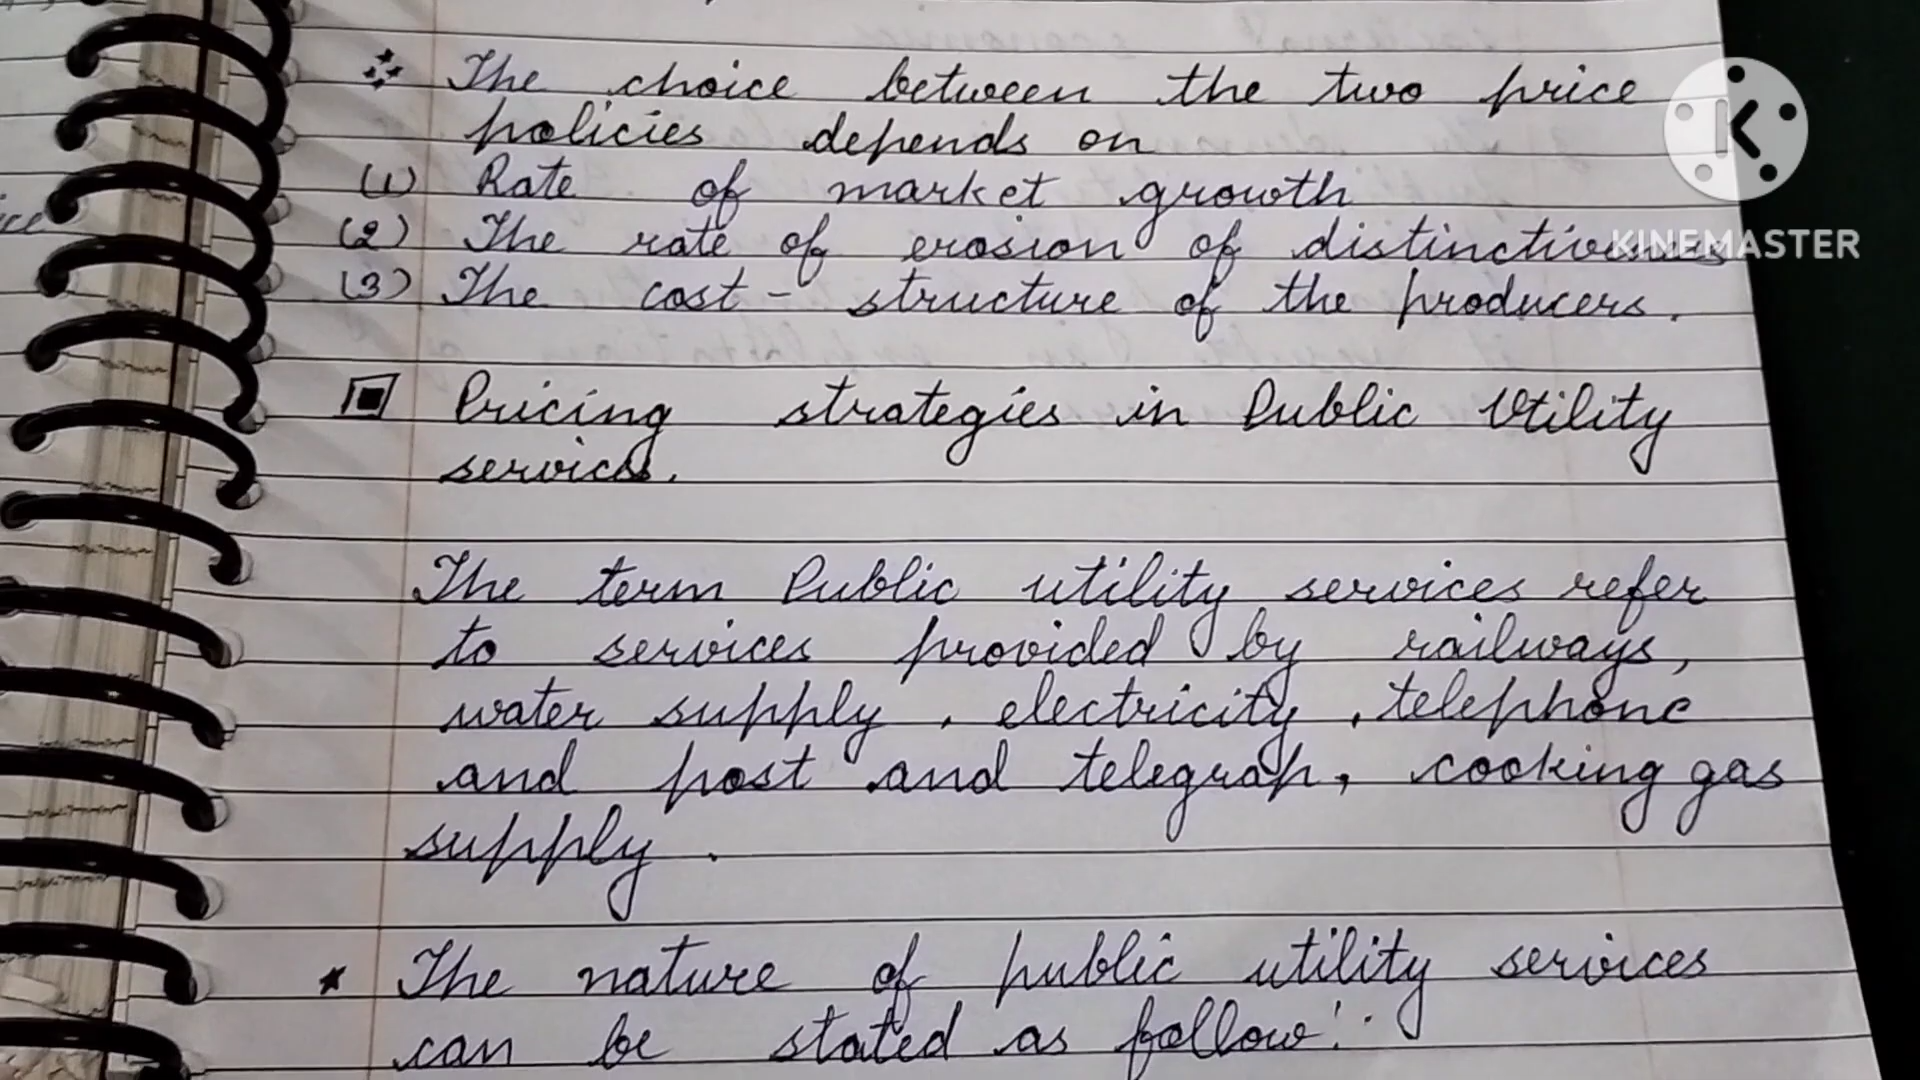 The choice between the two price
policies depends on
(1) Rate of market growth
(2) The rate of erosion of distinctiveness
(3) The cost - structure of the producers.
Pricing strategies in Public Utility
services.
The term Public utility services refer
to services provided by railways,
water supply, electricity, telephone
and post and telegrap, cooking gas
supply.
The nature of public utility services
can be stated as follow:
K
KINEMASTER